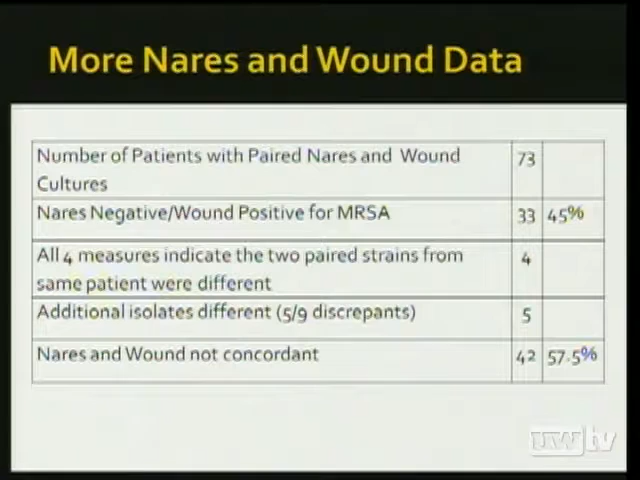 More Nares and Wound Data
Number of Patients with Paired Nares and Wound
Cultures
73
Nares Negative/Wound Positive for MRSA
33
45%
All 4 measures indicate the two paired strains from
same patient were different
4
Additional isolates different (5/9 discrepants)
5
Nares and Wound not concordant
42
57.5%
uwtv